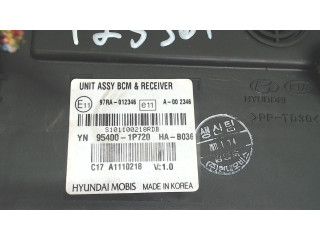 UNIT ASSY BCM & RECEIVER
E11 97RA-012346 e11 A-00 2346
S101100218RDB
YN 95400-1P720 HA-B036
C17 A1110218 V:1.0
HYUNDAI MOBIS MADE IN KOREA
HYUNDAI
생산팀